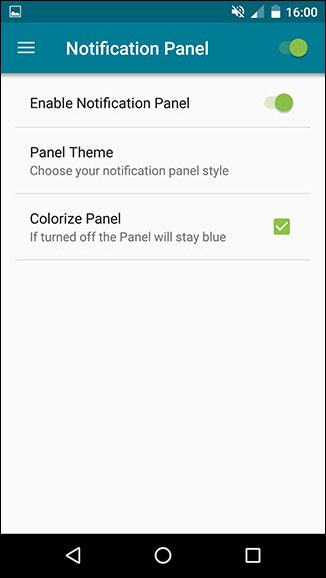 16:00
Notification Panel
Enable Notification Panel
Panel Theme
Choose your notification panel style
Colorize Panel
If turned off the Panel will stay blue